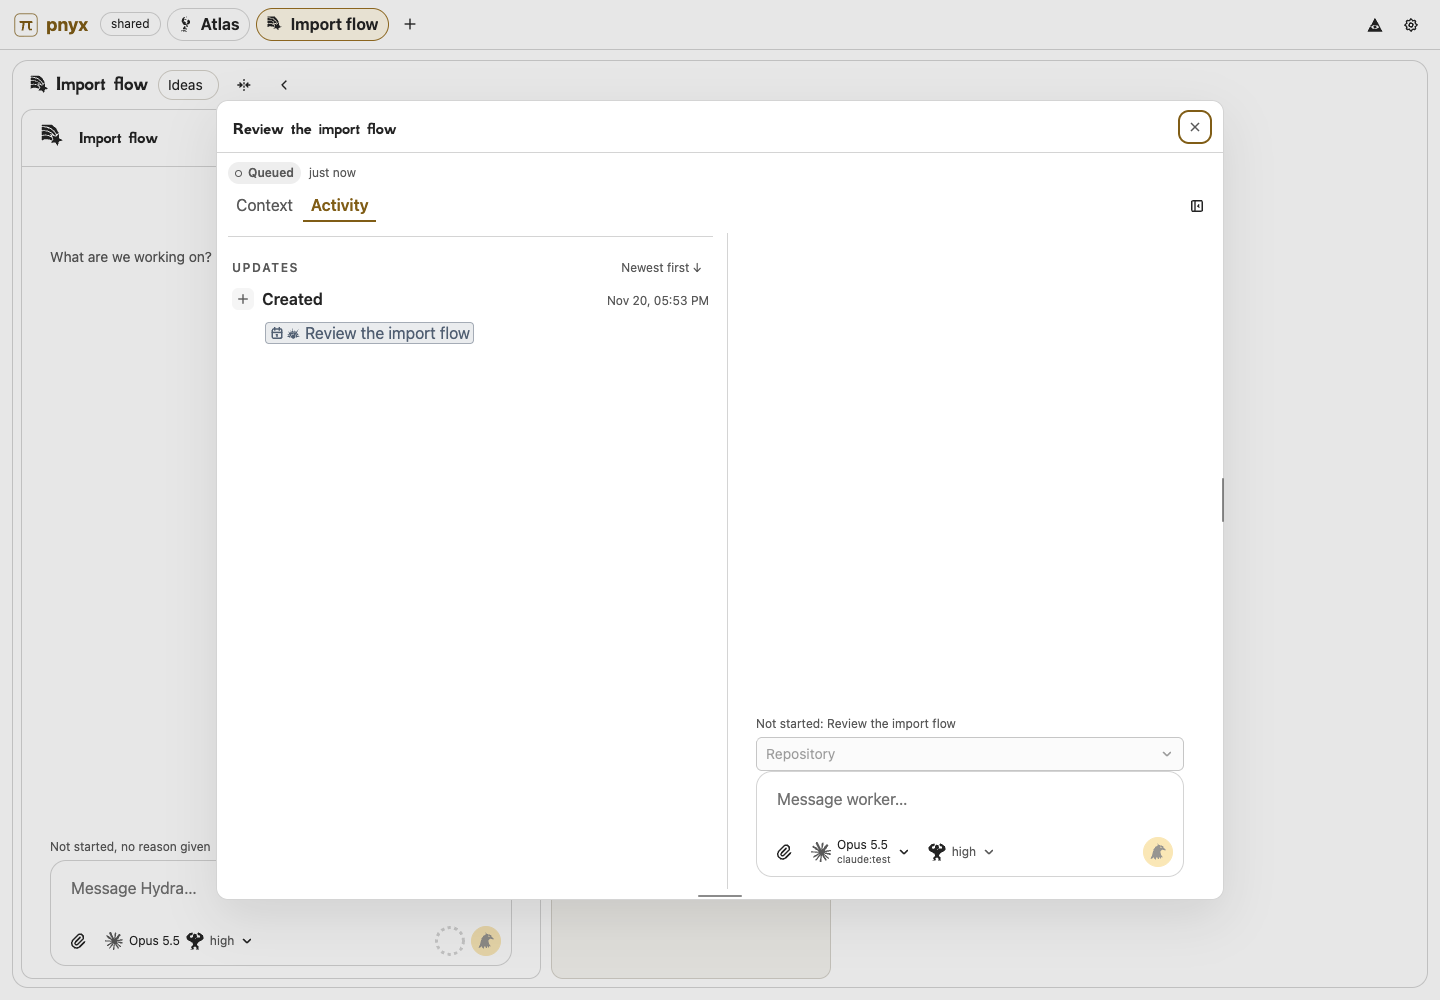 π pnyx shared Atlas Import flow
Import flow Ideas
Import flow
Review the import flow
Queued just now
Context Activity
What are we working on?
UPDATES Newest first ↓
Created Nov 20, 05:53 PM
Review the import flow
Not started: Review the import flow
Repository
Message worker...
Opus 5.5
claude:test
high
Not started, no reason given
Message Hydra...
Opus 5.5 high